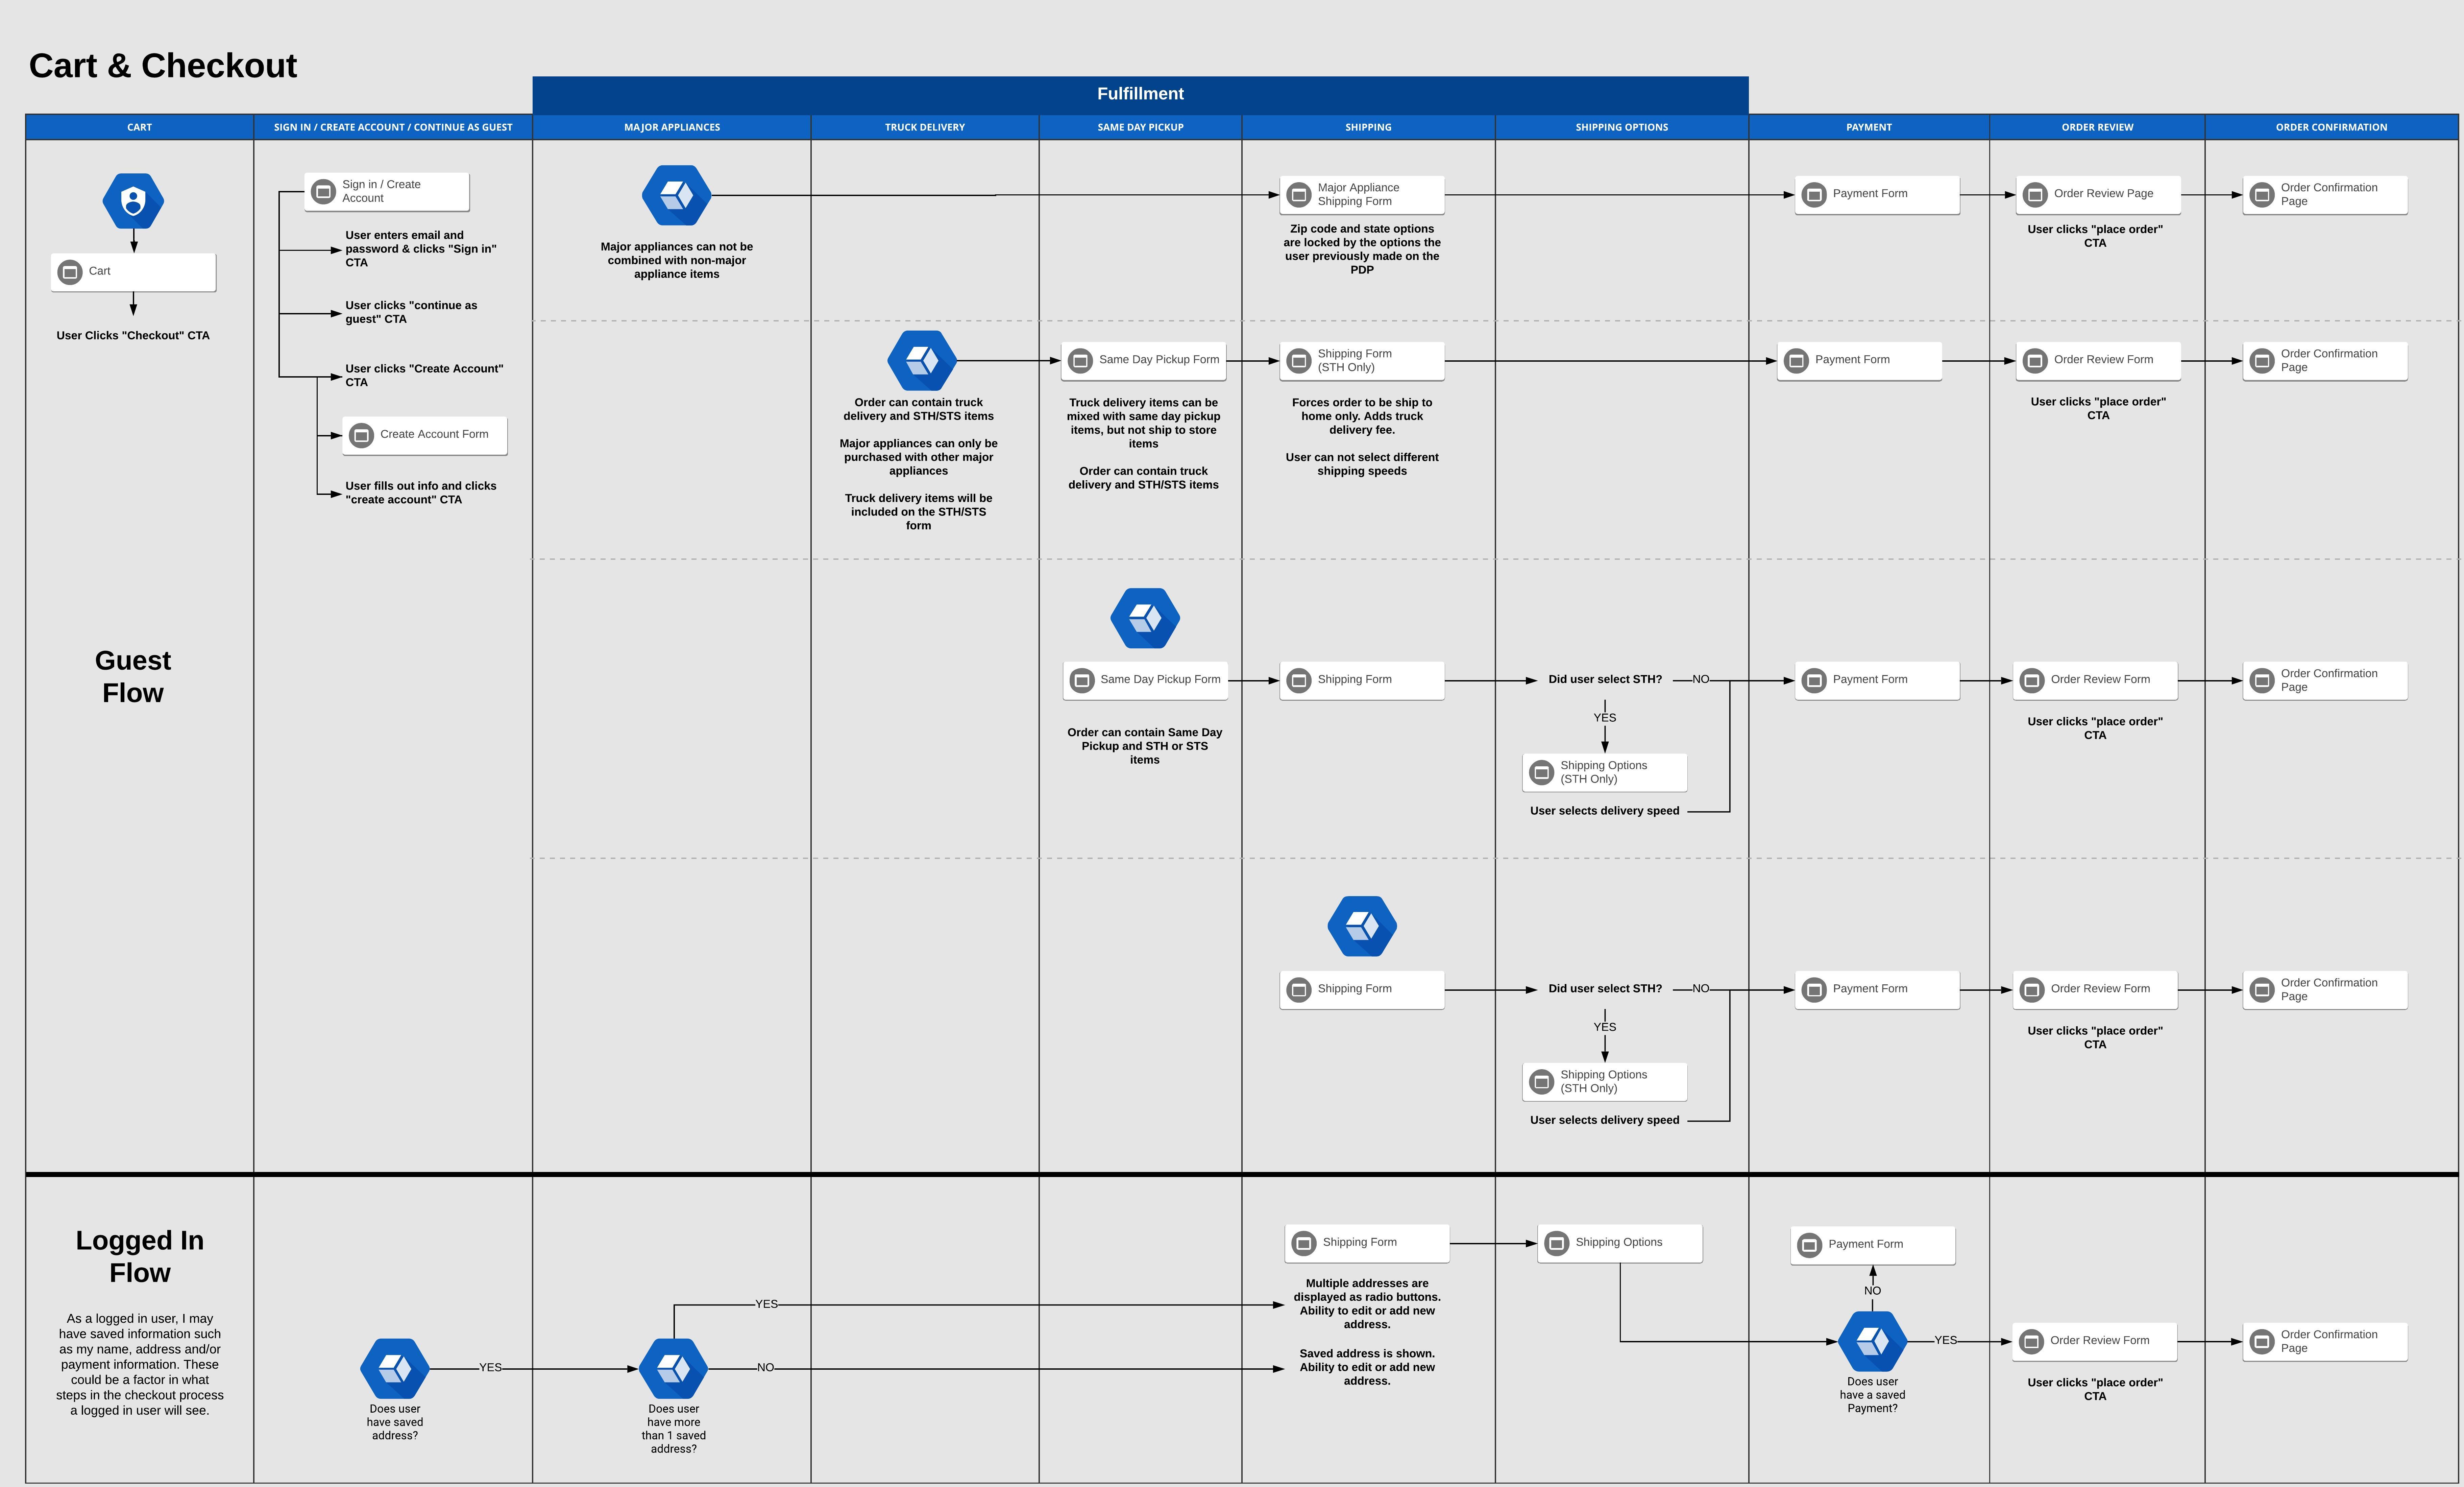 Cart & Checkout
Fulfillment
CART
SIGN IN / CREATE ACCOUNT / CONTINUE AS GUEST
MAJOR APPLIANCES
TRUCK DELIVERY
SAME DAY PICKUP
SHIPPING
SHIPPING OPTIONS
PAYMENT
ORDER REVIEW
ORDER CONFIRMATION
Cart
User Clicks "Checkout" CTA
Sign in / Create
Account
User enters email and
password & clicks "Sign in"
CTA
User clicks "continue as
guest" CTA
User clicks "Create Account"
CTA
Create Account Form
User fills out info and clicks
"create account" CTA
Major appliances can not be
combined with non-major
appliance items
Major Appliance
Shipping Form
Zip code and state options
are locked by the options the
user previously made on the
PDP
Payment Form
Order Review Page
User clicks "place order"
CTA
Order Confirmation
Page
Order can contain truck
delivery and STH/STS items
Major appliances can only be
purchased with other major
appliances
Truck delivery items will be
included on the STH/STS
form
Same Day Pickup Form
Truck delivery items can be
mixed with same day pickup
items, but not ship to store
items
Order can contain truck
delivery and STH/STS items
Shipping Form
(STH Only)
Forces order to be ship to
home only. Adds truck
delivery fee.
User can not select different
shipping speeds
Payment Form
Order Review Form
User clicks "place order"
CTA
Order Confirmation
Page
Guest
Flow
Same Day Pickup Form
Order can contain Same Day
Pickup and STH or STS
items
Shipping Form
Did user select STH?
NO
YES
Shipping Options
(STH Only)
User selects delivery speed
Payment Form
Order Review Form
User clicks "place order"
CTA
Order Confirmation
Page
Shipping Form
Did user select STH?
NO
YES
Shipping Options
(STH Only)
User selects delivery speed
Payment Form
Order Review Form
User clicks "place order"
CTA
Order Confirmation
Page
Logged In
Flow
As a logged in user, I may
have saved information such
as my name, address and/or
payment information. These
could be a factor in what
steps in the checkout process
a logged in user will see.
Does user
have saved
address?
YES
Does user
have more
than 1 saved
address?
YES
NO
Shipping Form
Multiple addresses are
displayed as radio buttons.
Ability to edit or add new
address.
Saved address is shown.
Ability to edit or add new
address.
Shipping Options
Payment Form
NO
Does user
have a saved
Payment?
YES
Order Review Form
User clicks "place order"
CTA
Order Confirmation
Page